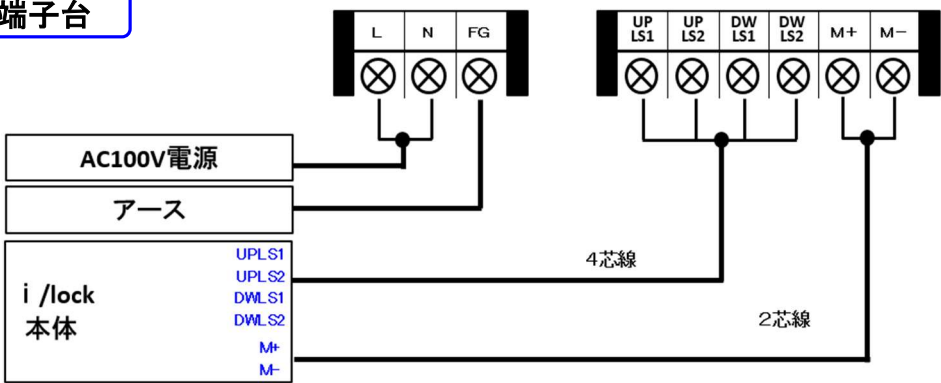 端子台
L N FG
UP UP DW DW
LS1 LS2 LS1 LS2 M+ M-
AC100V電源
アース
UPLS1
UPLS2
i /lock
DWLS1
本体
DWLS2
M+
M-
4芯線
2芯線